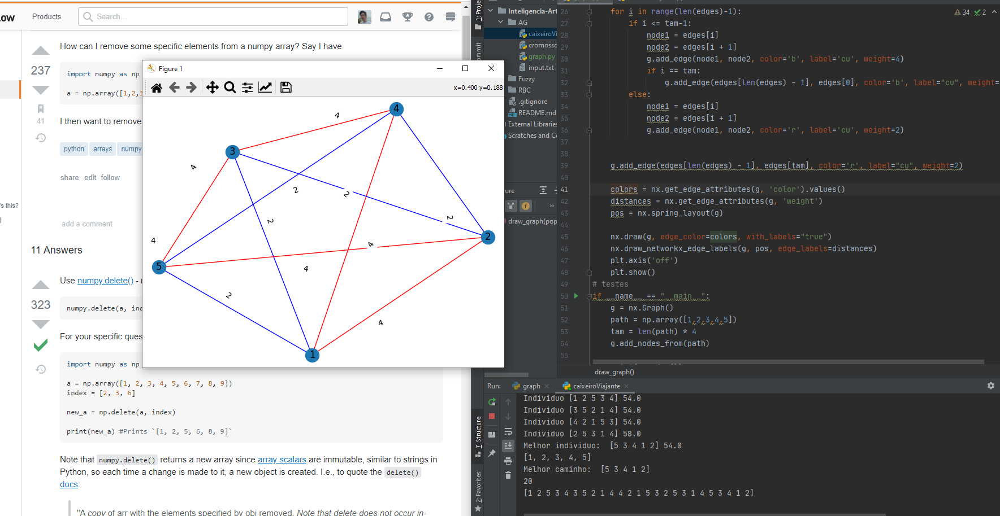 ow
Products
Search...
How can I remove some specific elements from a numpy array? Say I have
237
import numpy as np
a = np.array([1,2,3
41
I then want to remove
python arrays numpy
share edit follow
's this?
add a comment
11 Answers
Use numpy.delete() -
323
numpy.delete(a, ind
For your specific ques
import numpy as np
a = np.array([1, 2, 3, 4, 5, 6, 7, 8, 9])
index = [2, 3, 6]
new_a = np.delete(a, index)
print(new_a) #Prints `[1, 2, 5, 6, 8, 9]`
Note that numpy.delete() returns a new array since array scalars are immutable, similar to strings in
Python, so each time a change is made to it, a new object is created. I.e., to quote the delete()
docs:
"A copy of arr with the elements specified by obj removed. Note that delete does not occur in-
Figure 1
x=0.400 y=0.188
4
4
3
4
2
2
2
2
4
2
4
5
4
2
4
1
1: Proje
ommit
Inteligencia-Art
AG
caixeiroVi
cromosso
graph.py
input.txt
Fuzzy
RBC
.gitignore
README.md
External Libraries
Scratches and Co
ure
f
draw_graph(pop
7: Structure
2: Favorites
34 2
26 for i in range(len(edges)-1):
27 if i <= tam-1:
28 node1 = edges[i]
29 node2 = edges[i + 1]
30 g.add_edge(node1, node2, color='b', label='cu', weight=4)
31 if i == tam:
32 g.add_edge(edges[len(edges) - 1], edges[0], color='b', label="cu", weight=
33 else:
34 node1 = edges[i]
35 node2 = edges[i + 1]
36 g.add_edge(node1, node2, color='r', label='cu', weight=2)
37
38
39 g.add_edge(edges[len(edges) - 1], edges[tam], color='r', label="cu", weight=2)
40
41 colors = nx.get_edge_attributes(g, 'color').values()
42 distances = nx.get_edge_attributes(g, 'weight')
43 pos = nx.spring_layout(g)
44
45 nx.draw(g, edge_color=colors, with_labels="true")
46 nx.draw_networkx_edge_labels(g, pos, edge_labels=distances)
47 plt.axis('off')
48 plt.show()
49 # testes
50 if __name__ == "__main__":
51 g = nx.Graph()
52 path = np.array([1,2,3,4,5])
53 tam = len(path) * 4
54 g.add_nodes_from(path)
55
draw_graph()
Run: graph caixeiroViajante
Individuo [1 2 5 3 4] 54.0
Individuo [3 5 2 1 4] 54.0
Individuo [4 2 1 5 3] 54.0
Individuo [2 5 3 1 4] 58.0
Melhor individuo: [5 3 4 1 2] 54.0
[1, 2, 3, 4, 5]
Melhor caminho: [5 3 4 1 2]
20
[1 2 5 3 4 3 5 2 1 4 4 2 1 5 3 2 5 3 1 4 5 3 4 1 2]